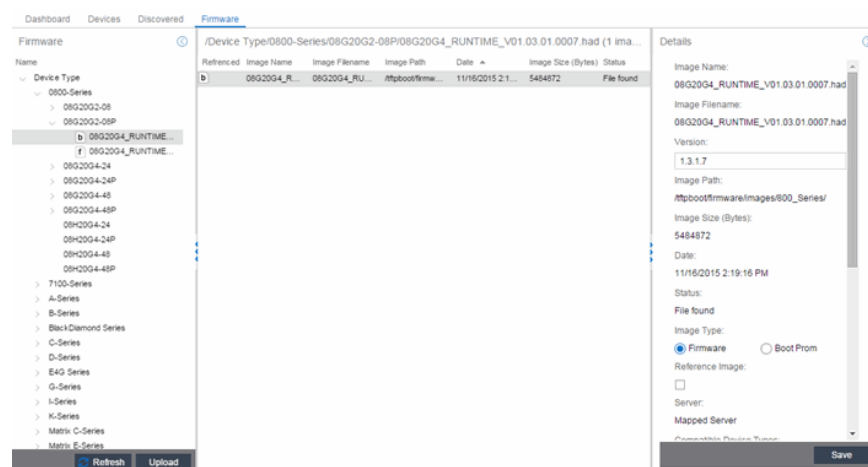 Dashboard Devices Discovered Firmware
Firmware
Name
Device Type
0800-Series
08G20G2-08
08G20G2-08P
b 08G20G4_RUNTIME...
f 08G20G4_RUNTIME...
08G20G4-24
08G20G4-24P
08G20G4-48
08G20G4-48P
08H20G4-24
08H20G4-24P
08H20G4-48
08H20G4-48P
7100-Series
A-Series
B-Series
BlackDiamond Series
C-Series
D-Series
E4G Series
G-Series
I-Series
K-Series
Matrix C-Series
Matrix E-Series
Refresh Upload
/Device Type/0800-Series/08G20G2-08P/08G20G4_RUNTIME_V01.03.01.0007.had (1 ima...
Refrenced Image Name Image Filename Image Path Date Image Size (Bytes) Status
b 08G20G4_R... 08G20G4_RU... /tftpboot/firmw... 11/16/2015 2:1... 5484872 File found
Details
Image Name:
08G20G4_RUNTIME_V01.03.01.0007.had
Image Filename:
08G20G4_RUNTIME_V01.03.01.0007.had
Version:
1.3.1.7
Image Path:
/tftpboot/firmware/images/800_Series/
Image Size (Bytes):
5484872
Date:
11/16/2015 2:19:16 PM
Status:
File found
Image Type:
Firmware Boot Prom
Reference Image:
Server:
Mapped Server
Compatible Device Types:
Save